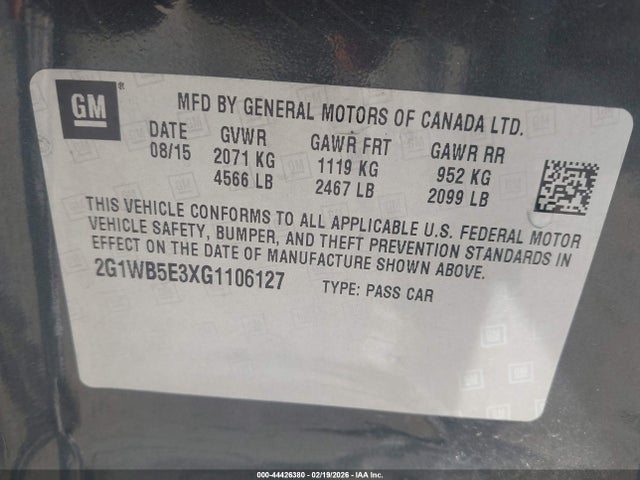 GM
MFD BY GENERAL MOTORS OF CANADA LTD.
DATE GVWR GAWR FRT GAWR RR
08/15 2071 KG 1119 KG 952 KG
4566 LB 2467 LB 2099 LB
THIS VEHICLE CONFORMS TO ALL APPLICABLE U.S. FEDERAL MOTOR
VEHICLE SAFETY, BUMPER, AND THEFT PREVENTION STANDARDS IN
EFFECT ON THE DATE OF MANUFACTURE SHOWN ABOVE.
2G1WB5E3XG1106127 TYPE: PASS CAR
000-44426380 - 02/19/2026 - IAA Inc.